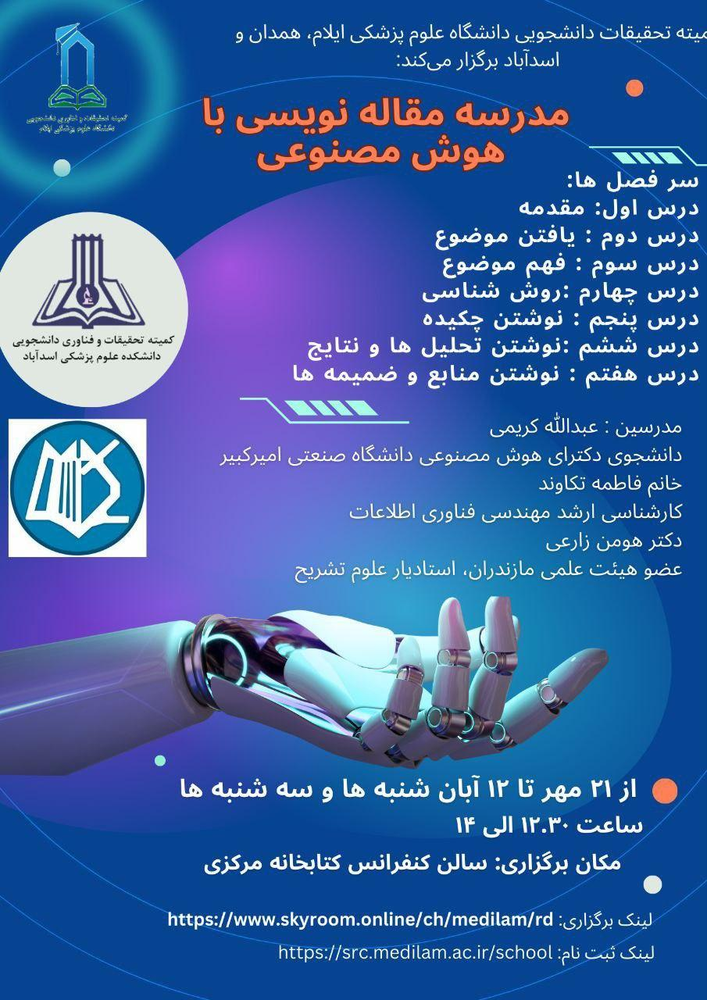 میته تحقیقات دانشجویی دانشگاه علوم پزشکی ایلام، همدان و
اسدآباد برگزار می‌کند:
کمیته تحقیقات و فناوری دانشجویی
دانشگاه علوم پزشکی ایلام
مدرسه مقاله نویسی با
هوش مصنوعی
سر فصل ها:
درس اول: مقدمه
درس دوم : یافتن موضوع
درس سوم : فهم موضوع
درس چهارم :روش شناسی
درس پنجم : نوشتن چکیده
درس ششم :نوشتن تحلیل ها و نتایج
درس هفتم : نوشتن منابع و ضمیمه ها
کمیته تحقیقات و فناوری دانشجویی
دانشکده علوم پزشکی اسدآباد
مدرسین : عبدالله کریمی
دانشجوی دکترای هوش مصنوعی دانشگاه صنعتی امیرکبیر
خانم فاطمه تکاوند
کارشناسی ارشد مهندسی فناوری اطلاعات
دکتر هومن زارعی
عضو هیئت علمی مازندران، استادیار علوم تشریح
از ۲۱ مهر تا ۱۲ آبان شنبه ها و سه شنبه ها
ساعت ۱۲.۳۰ الی ۱۴
مکان برگزاری: سالن کنفرانس کتابخانه مرکزی
لینک برگزاری: https://www.skyroom.online/ch/medilam/rd
لینک ثبت نام: https://src.medilam.ac.ir/school